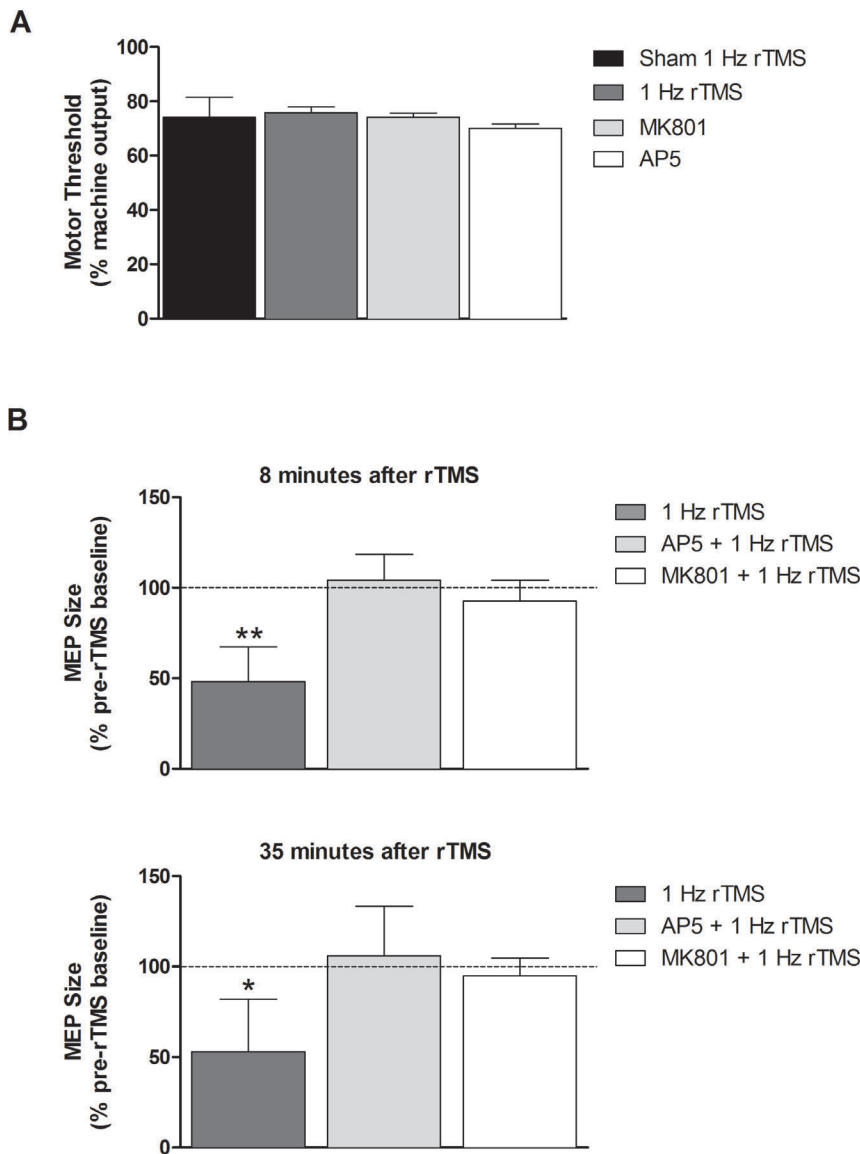 A
Motor Threshold
(% machine output)
100
80
60
40
20
0
Sham 1 Hz rTMS
1 Hz rTMS
MK801
AP5
B
8 minutes after rTMS
MEP Size
(% pre-rTMS baseline)
150
100
50
0
**
1 Hz rTMS
AP5 + 1 Hz rTMS
MK801 + 1 Hz rTMS
35 minutes after rTMS
MEP Size
(% pre-rTMS baseline)
150
100
50
0
*
1 Hz rTMS
AP5 + 1 Hz rTMS
MK801 + 1 Hz rTMS